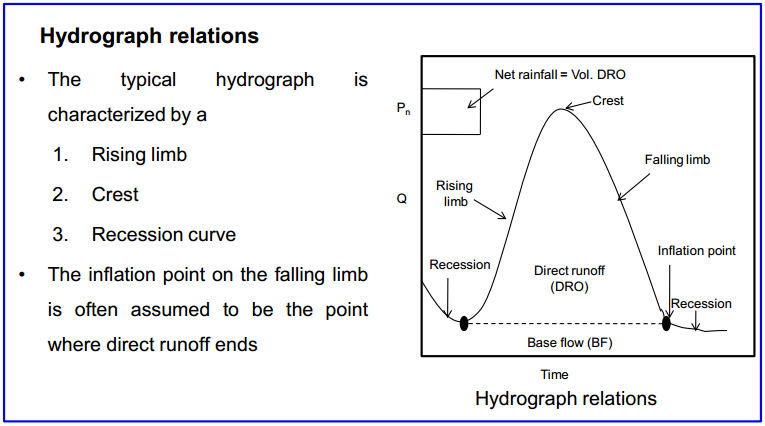 Hydrograph relations
• The typical hydrograph is
characterized by a
1. Rising limb
2. Crest
3. Recession curve
• The inflation point on the falling limb
is often assumed to be the point
where direct runoff ends
Net rainfall = Vol. DRO
Pn
Crest
Falling limb
Rising
limb
Q
Inflation point
Recession
Direct runoff
(DRO)
Recession
Base flow (BF)
Time
Hydrograph relations